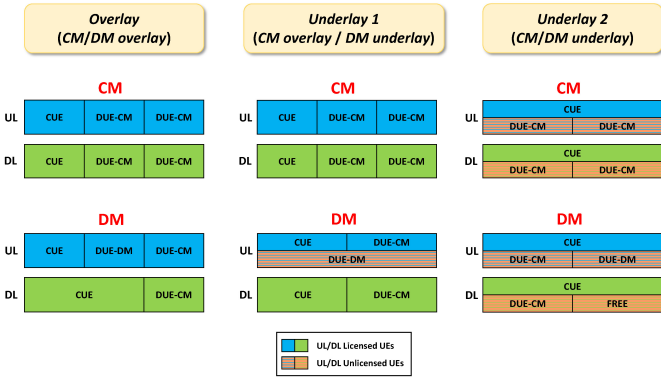 Overlay
(CM/DM overlay)
Underlay 1
(CM overlay / DM underlay)
Underlay 2
(CM/DM underlay)
CM
CM
CM
UL CUE DUE-CM DUE-CM
UL CUE DUE-CM DUE-CM
UL CUE
DUE-CM DUE-CM
DL CUE DUE-CM DUE-CM
DL CUE DUE-CM DUE-CM
DL CUE
DUE-CM DUE-CM
DM
DM
DM
UL CUE DUE-DM DUE-CM
UL CUE DUE-CM
DUE-DM
UL CUE
DUE-CM DUE-DM
DL CUE DUE-CM
DL CUE DUE-CM
DL CUE
DUE-CM FREE
UL/DL Licensed UEs
UL/DL Unlicensed UEs